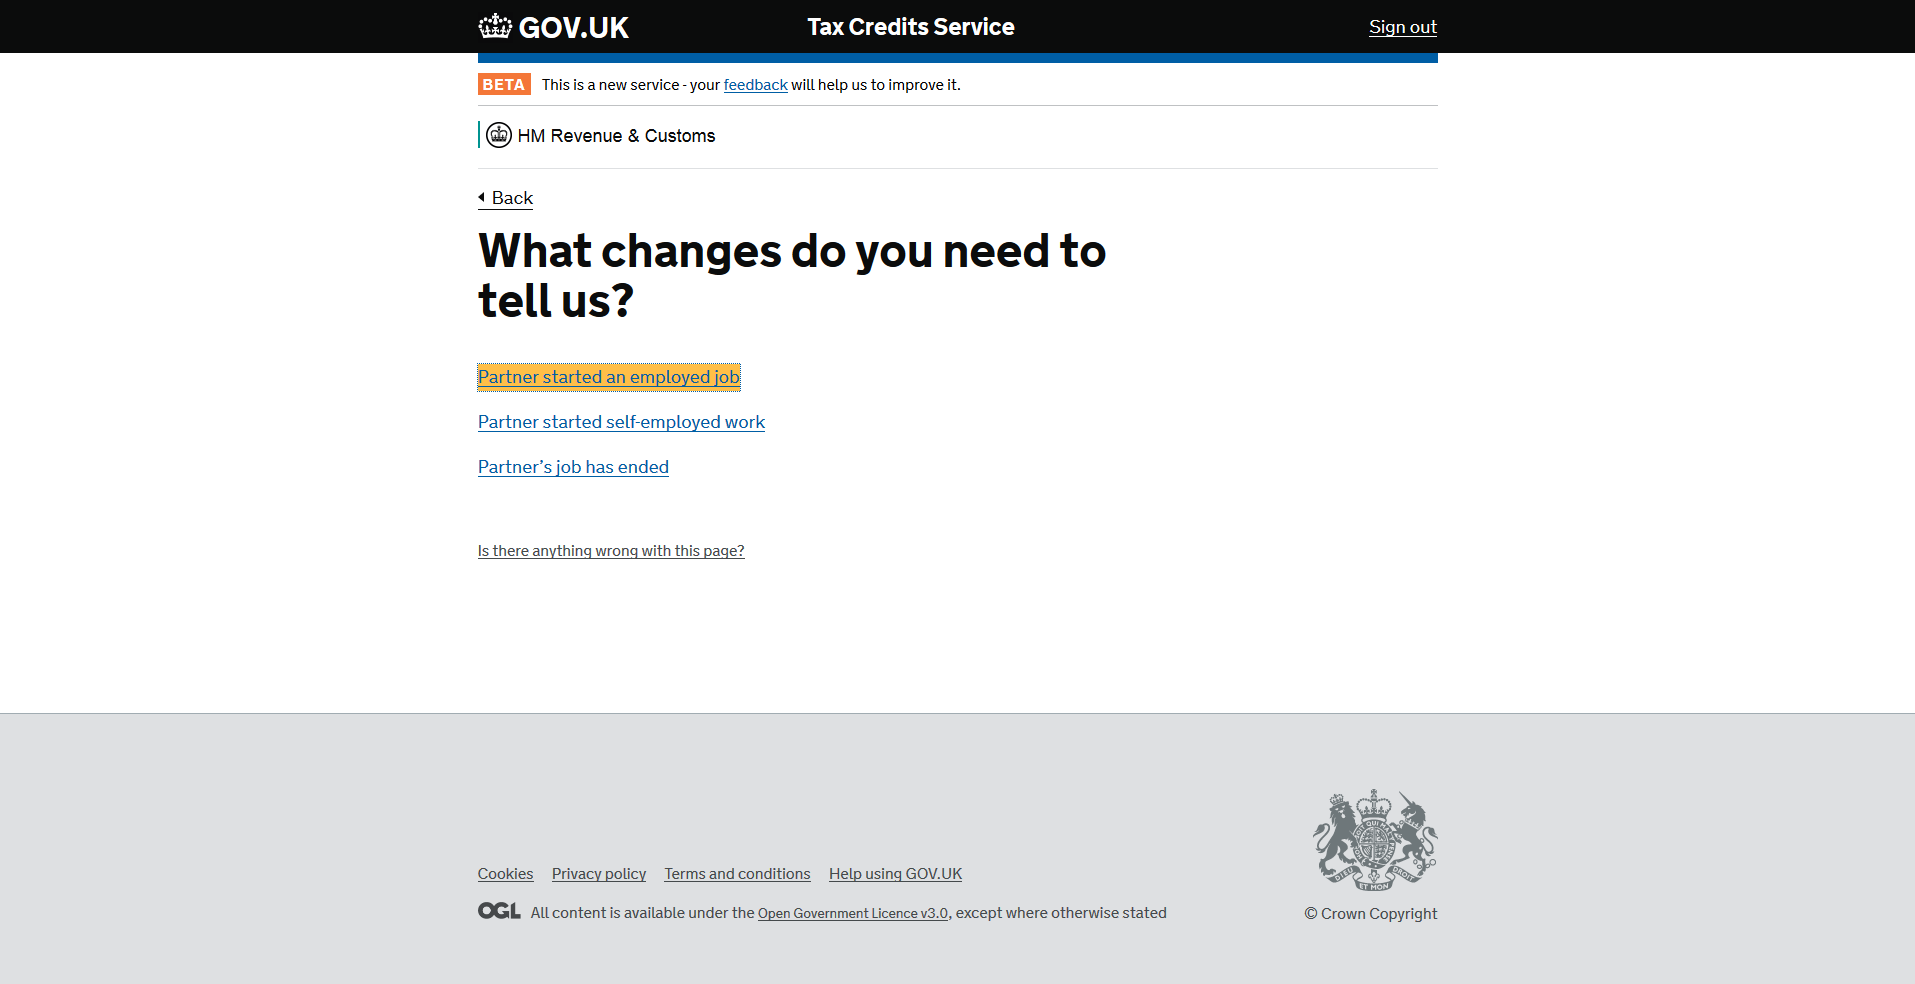 GOV.UK
Tax Credits Service
Sign out
BETA This is a new service - your feedback will help us to improve it.
HM Revenue & Customs
Back
What changes do you need to
tell us?
Partner started an employed job
Partner started self-employed work
Partner’s job has ended
Is there anything wrong with this page?
Cookies Privacy policy Terms and conditions Help using GOV.UK
OGL All content is available under the Open Government Licence v3.0, except where otherwise stated
DIEU ET MON DROIT
© Crown Copyright